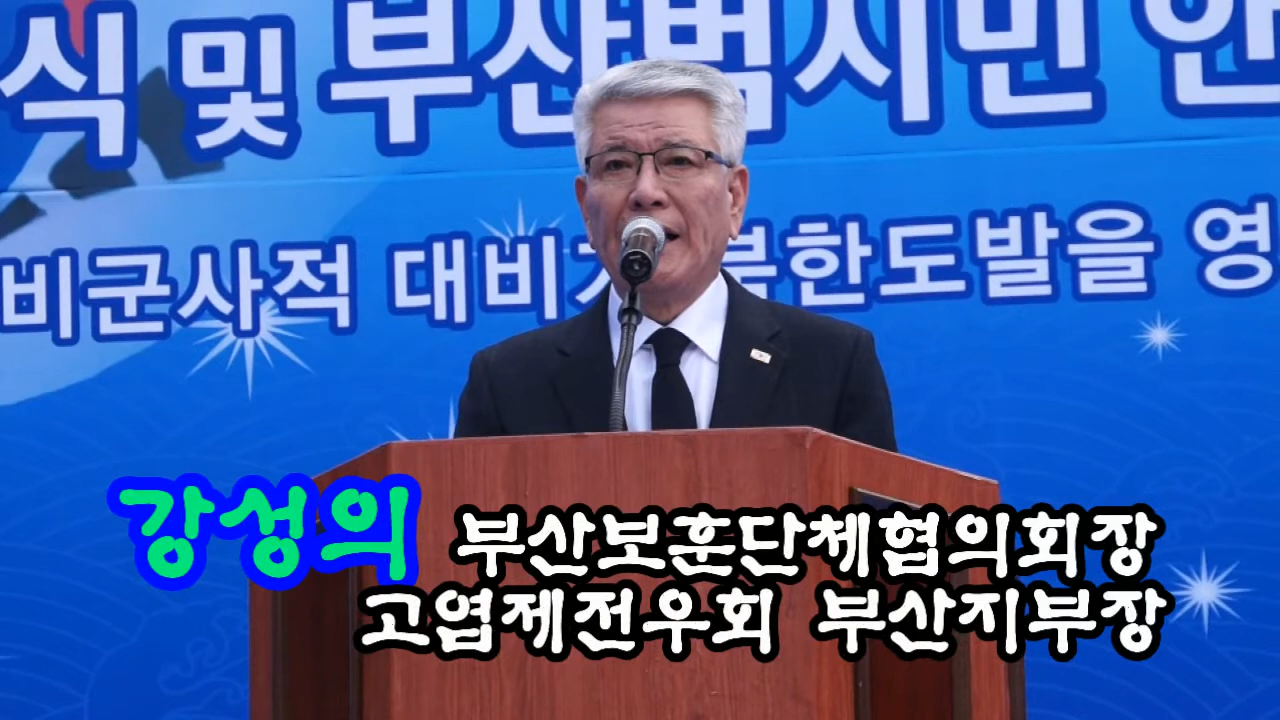 식 및 부산범시민 안
비군사적 대비 북한도발을 영
강성의 부산보훈단체협의회장
고엽제전우회 부산지부장